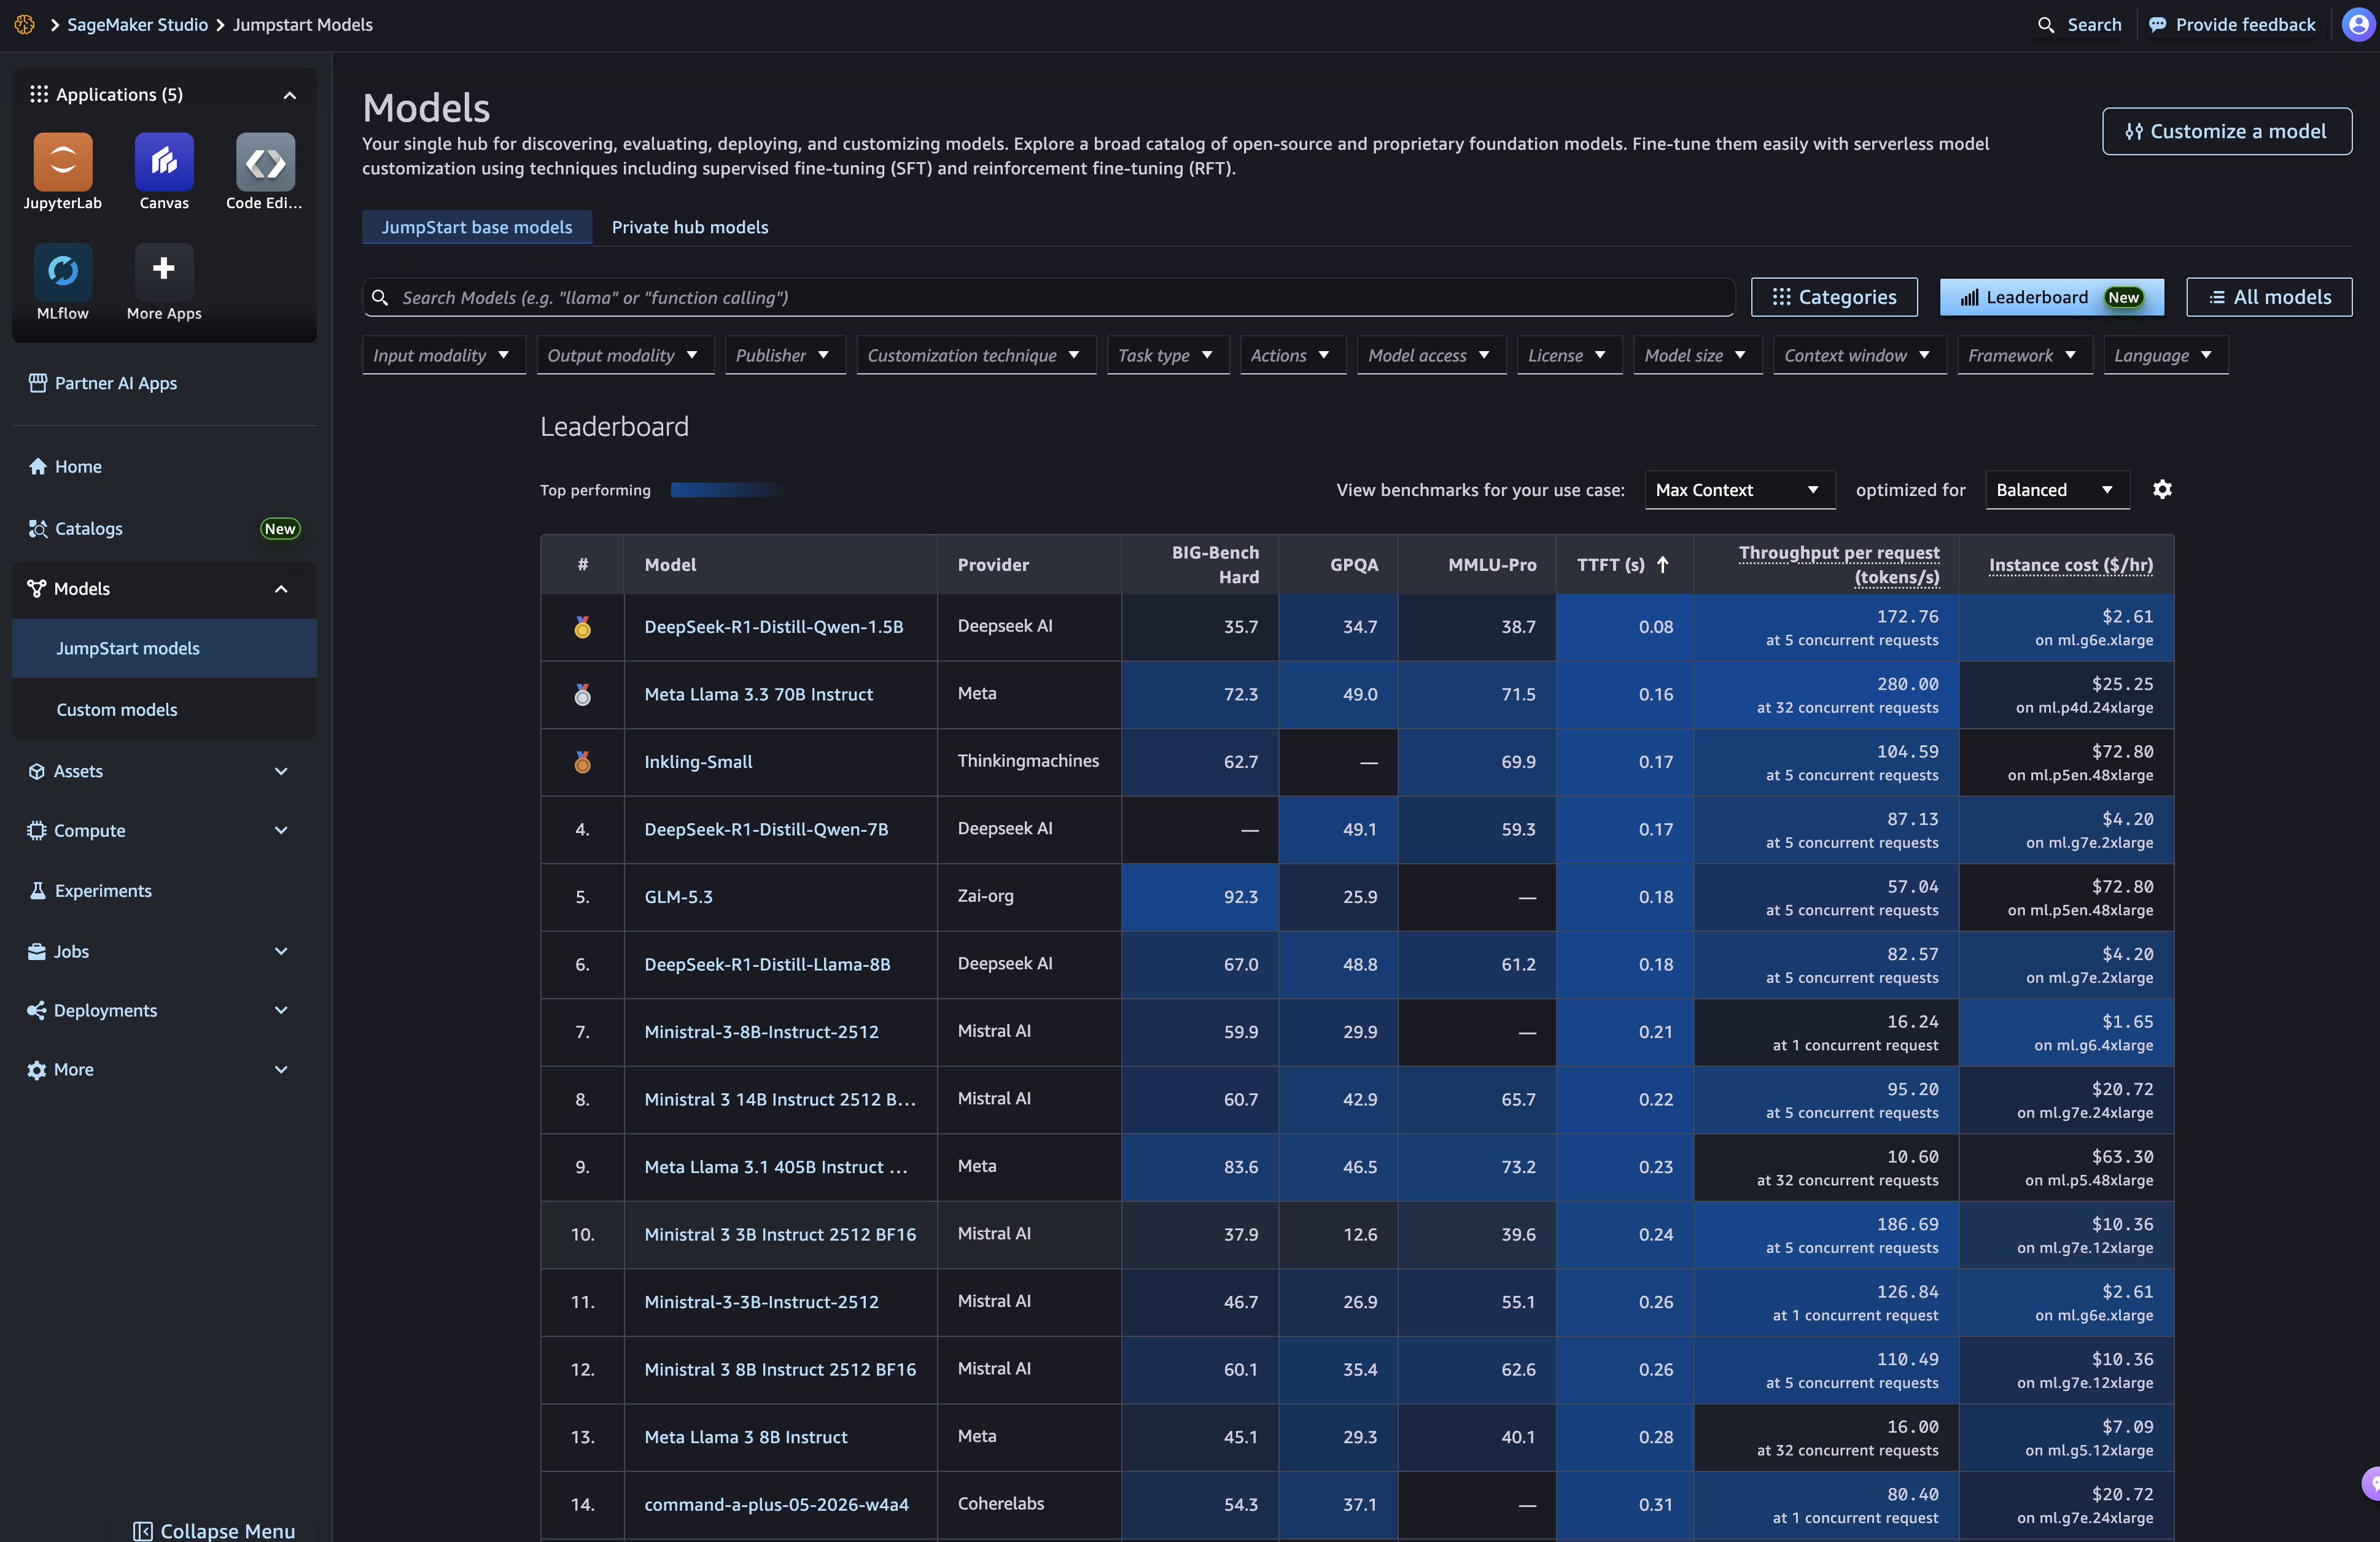 SageMaker Studio
Jumpstart Models
Search
Provide feedback
Applications (5)
JupyterLab
Canvas
Code Edi...
MLflow
More Apps
Partner AI Apps
Home
Catalogs
New
Models
JumpStart models
Custom models
Assets
Compute
Experiments
Jobs
Deployments
More
Collapse Menu
Models
Your single hub for discovering, evaluating, deploying, and customizing models. Explore a broad catalog of open-source and proprietary foundation models. Fine-tune them easily with serverless model
customization using techniques including supervised fine-tuning (SFT) and reinforcement fine-tuning (RFT).
Customize a model
JumpStart base models
Private hub models
Search Models (e.g. "llama" or "function calling")
Categories
Leaderboard New
All models
Input modality
Output modality
Publisher
Customization technique
Task type
Actions
Model access
License
Model size
Context window
Framework
Language
Leaderboard
Top performing
View benchmarks for your use case: Max Context optimized for Balanced
# Model Provider BIG-Bench Hard GPQA MMLU-Pro TTFT (s) Throughput per request (tokens/s) Instance cost ($/hr)
DeepSeek-R1-Distill-Qwen-1.5B Deepseek AI 35.7 34.7 38.7 0.08 172.76 $2.61
at 5 concurrent requests on ml.g6e.xlarge
Meta Llama 3.3 70B Instruct Meta 72.3 49.0 71.5 0.16 280.00 $25.25
at 32 concurrent requests on ml.p4d.24xlarge
Inkling-Small Thinkingmachines 62.7 — 69.9 0.17 104.59 $72.80
at 5 concurrent requests on ml.p5en.48xlarge
4. DeepSeek-R1-Distill-Qwen-7B Deepseek AI — 49.1 59.3 0.17 87.13 $4.20
at 5 concurrent requests on ml.g7e.2xlarge
5. GLM-5.3 Zai-org 92.3 25.9 — 0.18 57.04 $72.80
at 5 concurrent requests on ml.p5en.48xlarge
6. DeepSeek-R1-Distill-Llama-8B Deepseek AI 67.0 48.8 61.2 0.18 82.57 $4.20
at 5 concurrent requests on ml.g7e.2xlarge
7. Ministral-3-8B-Instruct-2512 Mistral AI 59.9 29.9 — 0.21 16.24 $1.65
at 1 concurrent request on ml.g6.4xlarge
8. Ministral 3 14B Instruct 2512 B... Mistral AI 60.7 42.9 65.7 0.22 95.20 $20.72
at 5 concurrent requests on ml.g7e.24xlarge
9. Meta Llama 3.1 405B Instruct ... Meta 83.6 46.5 73.2 0.23 10.60 $63.30
at 32 concurrent requests on ml.p5.48xlarge
10. Ministral 3 3B Instruct 2512 BF16 Mistral AI 37.9 12.6 39.6 0.24 186.69 $10.36
at 5 concurrent requests on ml.g7e.12xlarge
11. Ministral-3-3B-Instruct-2512 Mistral AI 46.7 26.9 55.1 0.26 126.84 $2.61
at 1 concurrent request on ml.g6e.xlarge
12. Ministral 3 8B Instruct 2512 BF16 Mistral AI 60.1 35.4 62.6 0.26 110.49 $10.36
at 5 concurrent requests on ml.g7e.12xlarge
13. Meta Llama 3 8B Instruct Meta 45.1 29.3 40.1 0.28 16.00 $7.09
at 32 concurrent requests on ml.g5.12xlarge
14. command-a-plus-05-2026-w4a4 Coherelabs 54.3 37.1 — 0.31 80.40 $20.72
at 1 concurrent request on ml.g7e.24xlarge